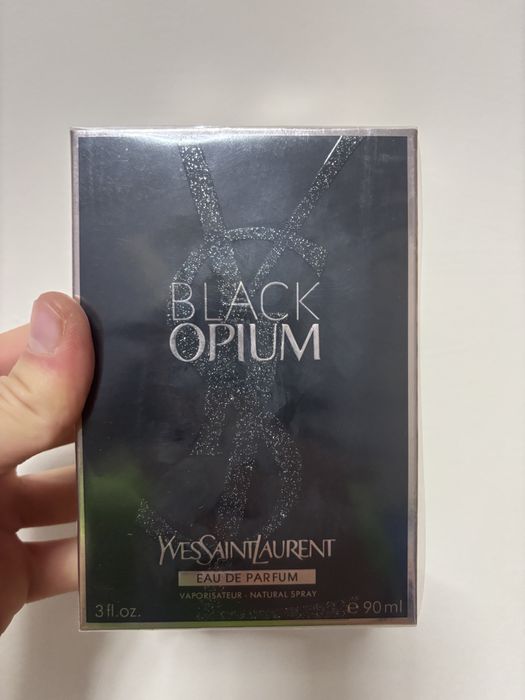 BLACK
OPIUM
YVESSAINTLAURENT
EAU DE PARFUM
VAPORISATEUR - NATURAL SPRAY
3 fl.oz. ℮ 90 ml